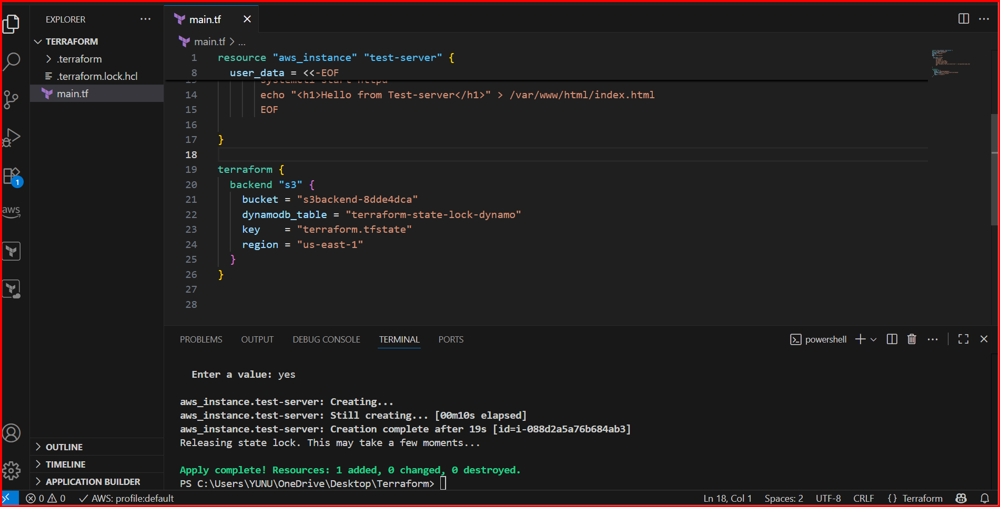 EXPLORER
TERRAFORM
.terraform
.terraform.lock.hcl
main.tf
aws
1
OUTLINE
TIMELINE
APPLICATION BUILDER
main.tf
main.tf > ...
1 resource "aws_instance" "test-server" {
8 user_data = <<-EOF
13 systemctl start httpd
14 echo "<h1>Hello from Test-server</h1>" > /var/www/html/index.html
15 EOF
16
17 }
18
19 terraform {
20 backend "s3" {
21 bucket = "s3backend-8dde4dca"
22 dynamodb_table = "terraform-state-lock-dynamo"
23 key    = "terraform.tfstate"
24 region = "us-east-1"
25 }
26 }
27
28
PROBLEMS OUTPUT DEBUG CONSOLE TERMINAL PORTS powershell
Enter a value: yes
aws_instance.test-server: Creating...
aws_instance.test-server: Still creating... [00m10s elapsed]
aws_instance.test-server: Creation complete after 19s [id=i-088d2a5a76b684ab3]
Releasing state lock. This may take a few moments...
Apply complete! Resources: 1 added, 0 changed, 0 destroyed.
PS C:\Users\YUNU\OneDrive\Desktop\Terraform>
0 0 AWS: profile:default Ln 18, Col 1 Spaces: 2 UTF-8 CRLF {} Terraform